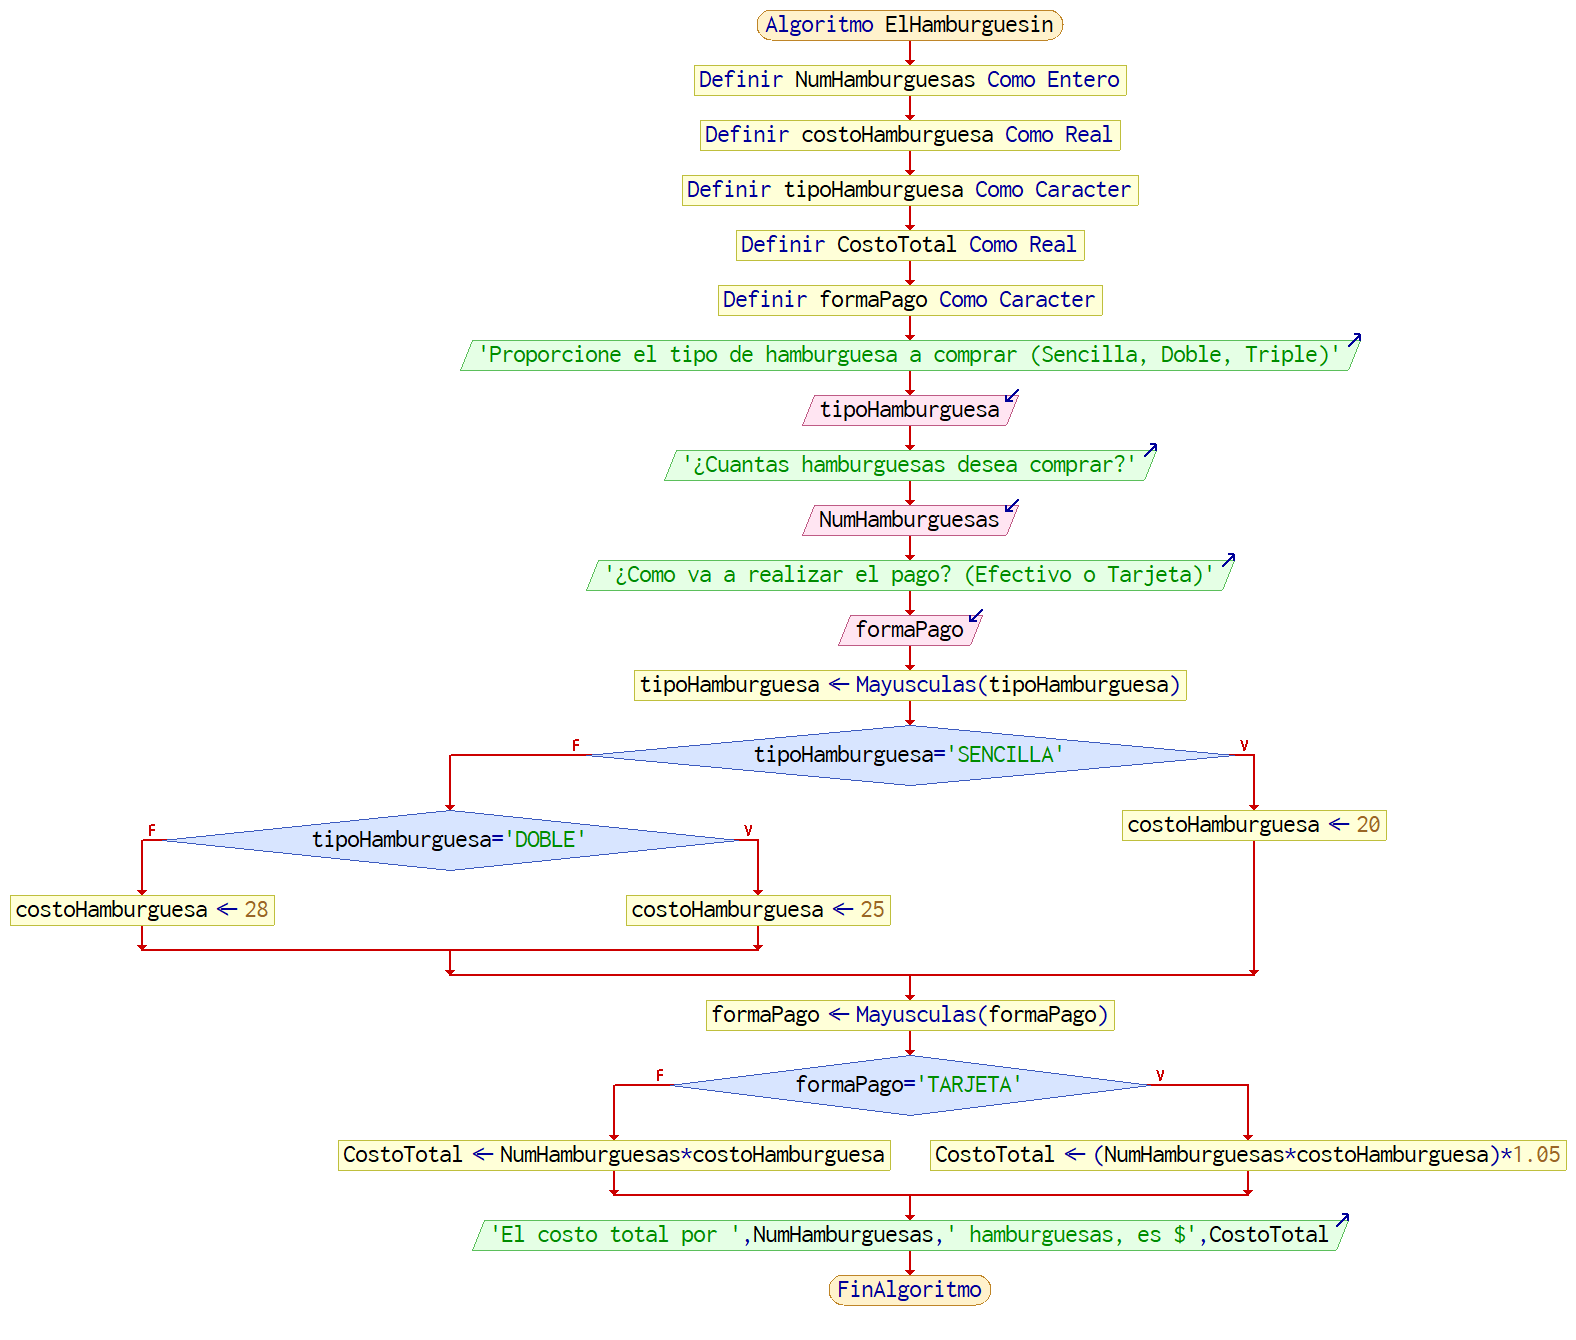 Algoritmo ElHamburguesin
Definir NumHamburguesas Como Entero
Definir costoHamburguesa Como Real
Definir tipoHamburguesa Como Caracter
Definir CostoTotal Como Real
Definir formaPago Como Caracter
'Proporcione el tipo de hamburguesa a comprar (Sencilla, Doble, Triple)'
tipoHamburguesa
'¿Cuantas hamburguesas desea comprar?'
NumHamburguesas
'¿Como va a realizar el pago? (Efectivo o Tarjeta)'
formaPago
tipoHamburguesa ← Mayusculas(tipoHamburguesa)
F
tipoHamburguesa='SENCILLA'
V
F
tipoHamburguesa='DOBLE'
V
costoHamburguesa ← 20
costoHamburguesa ← 28
costoHamburguesa ← 25
formaPago ← Mayusculas(formaPago)
F
formaPago='TARJETA'
V
CostoTotal ← NumHamburguesas*costoHamburguesa
CostoTotal ← (NumHamburguesas*costoHamburguesa)*1.05
'El costo total por ',NumHamburguesas,' hamburguesas, es $',CostoTotal
FinAlgoritmo